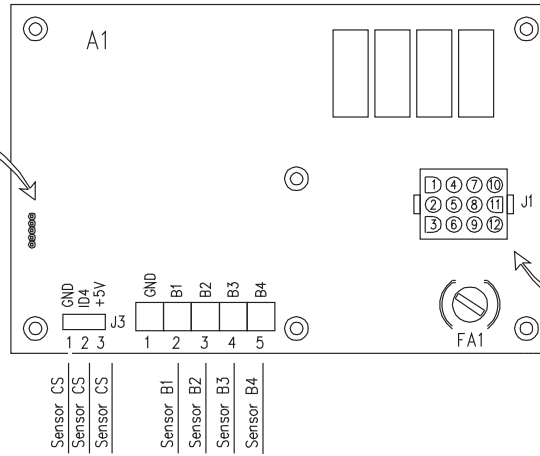 A1
1 4 7 10
2 5 8 11
3 6 9 12
J1
GND
ID4
+5V
J3
GND
B1
B2
B3
B4
FA1
1 2 3
1 2 3 4 5
Sensor CS
Sensor CS
Sensor CS
Sensor B1
Sensor B2
Sensor B3
Sensor B4